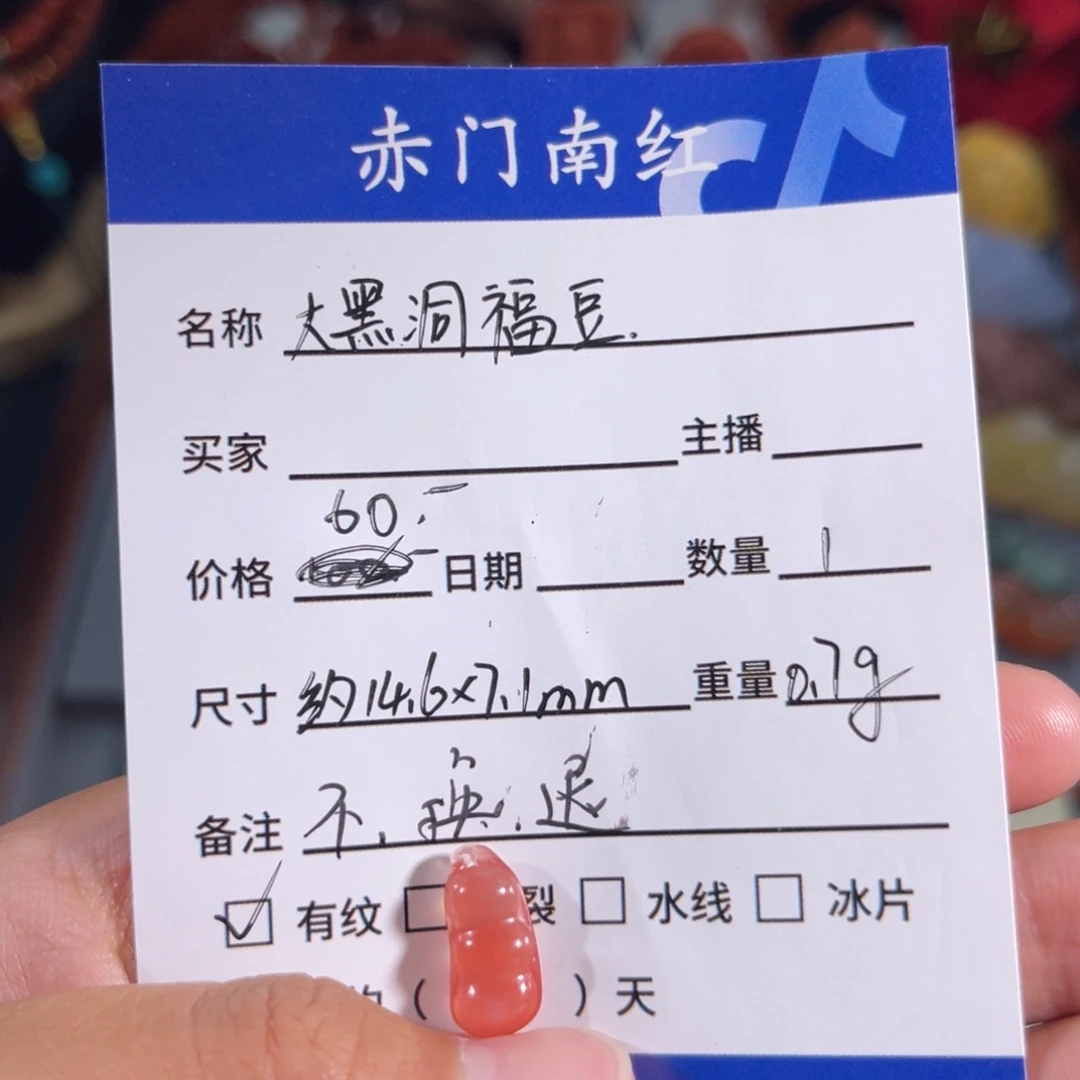 赤门南红
名称 大黑洞福豆.
买家 主播
60.-
价格 日期 数量 1
尺寸 约14.6x7.1mm 重量 0.7g
备注 不.换.退
有纹 裂 水线 冰片
( ) 天